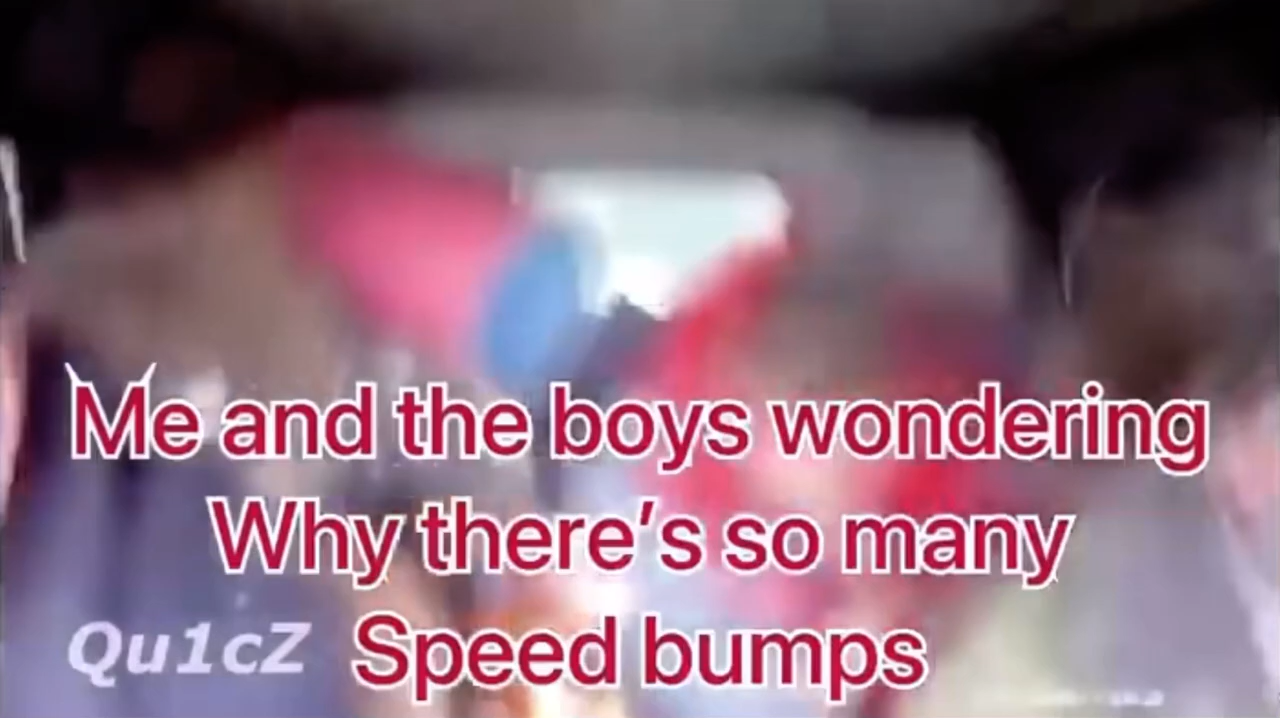 Me and the boys wondering
Why there's so many
Speed bumps
Qu1cZ